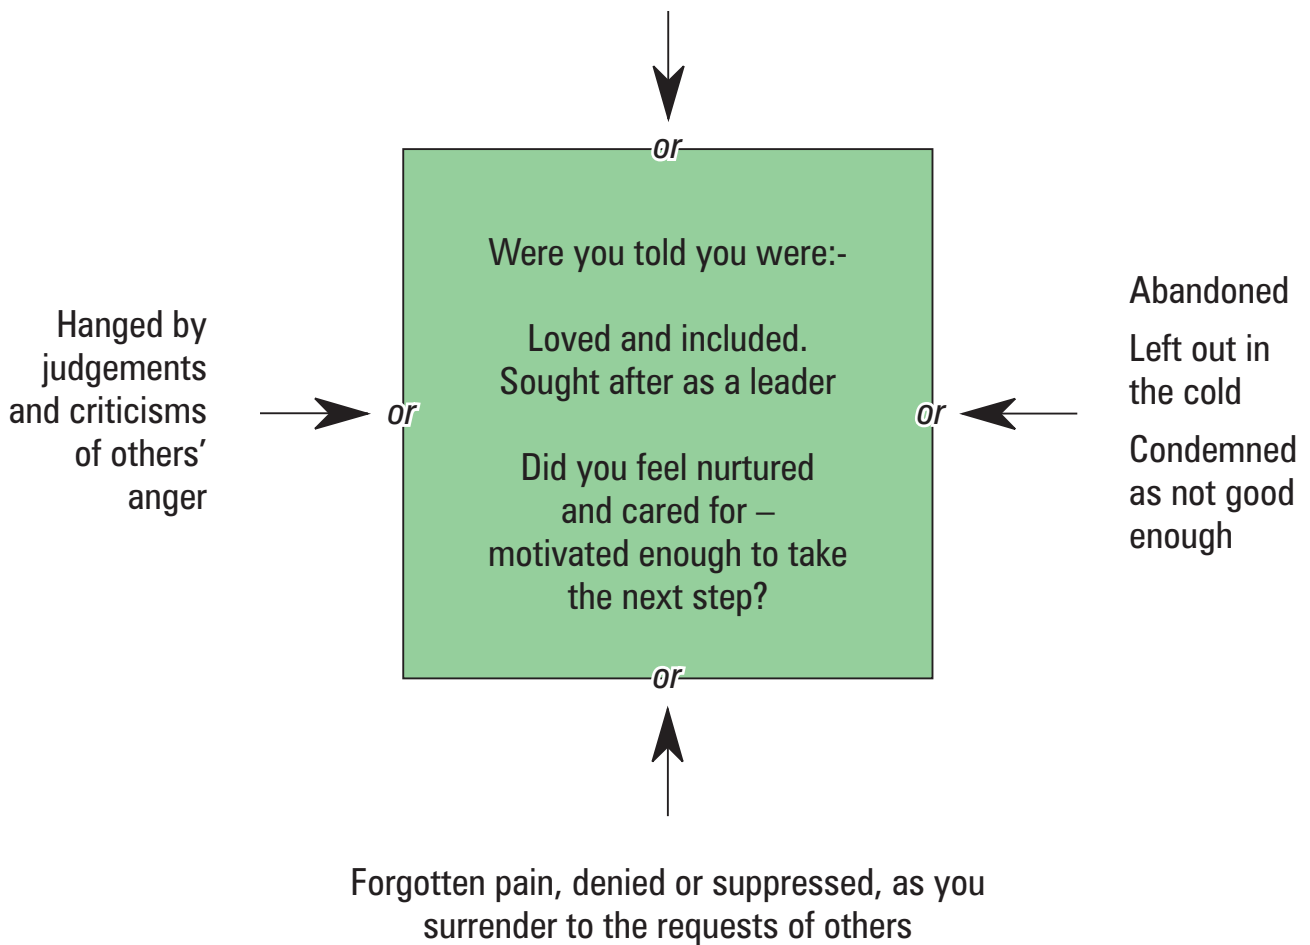 or
Were you told you were:-
Loved and included.
Sought after as a leader
Did you feel nurtured
and cared for –
motivated enough to take
the next step?
Hanged by
judgements
and criticisms
of others’
anger
or
or
Abandoned
Left out in
the cold
Condemned
as not good
enough
or
Forgotten pain, denied or suppressed, as you
surrender to the requests of others